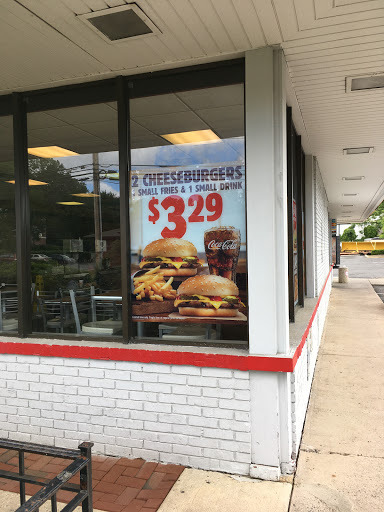 2 CHEESEBURGERS
SMALL FRIES & 1 SMALL DRINK
$3.29
Coca-Cola